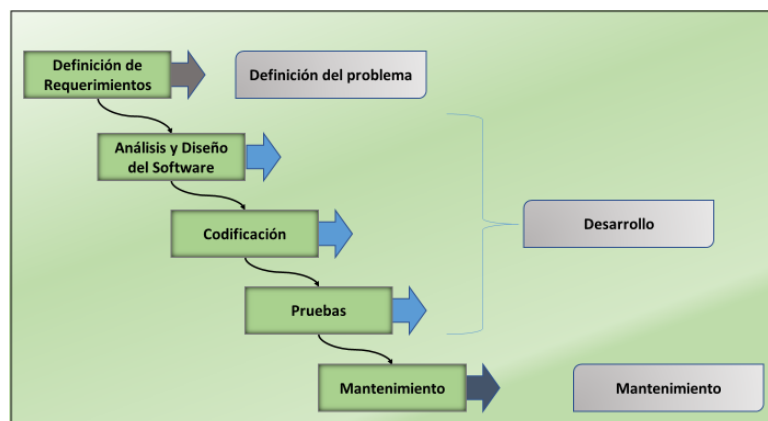 Definición de
Requerimientos
Definición del problema
Análisis y Diseño
del Software
Codificación
Desarrollo
Pruebas
Mantenimiento
Mantenimiento